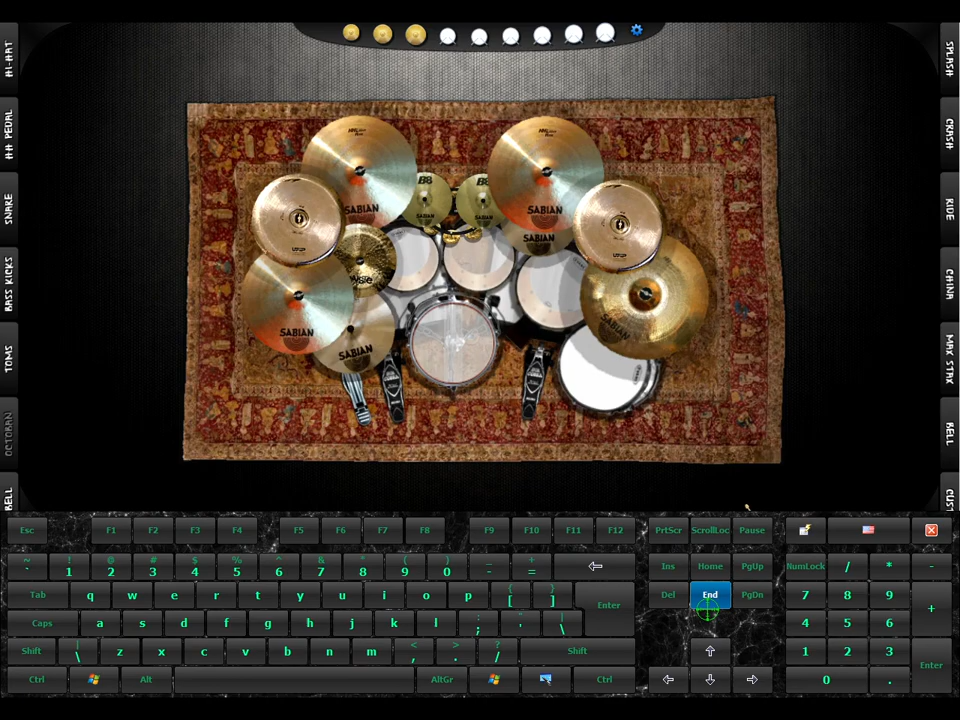 HI-HAT
HH PEDAL
SNARE
BASS KICKS
TOMS
OCTOBAN
BELL
SPLASH
CRASH
RIDE
CHINA
MAX STAX
BELL
CUST
SABIAN
B8
SABIAN
B8
SABIAN
SABIAN
SABIAN
SABIAN
SABIAN
SABIAN
Esc F1 F2 F3 F4 F5 F6 F7 F8 F9 F10 F11 F12 PrtScr ScrollLoc Pause
~ ! @ # $ % ^ & * ( ) _ +
` 1 2 3 4 5 6 7 8 9 0 - = Ins Home PgUp NumLock / * -
Tab q w e r t y u i o p { [ } ] Enter Del End PgDn 7 8 9 +
Caps a s d f g h j k l : ; " ' | \ 4 5 6
Shift | \ z x c v b n m < , > . ? / Shift 1 2 3 Enter
Ctrl Alt AltGr Ctrl 0 .